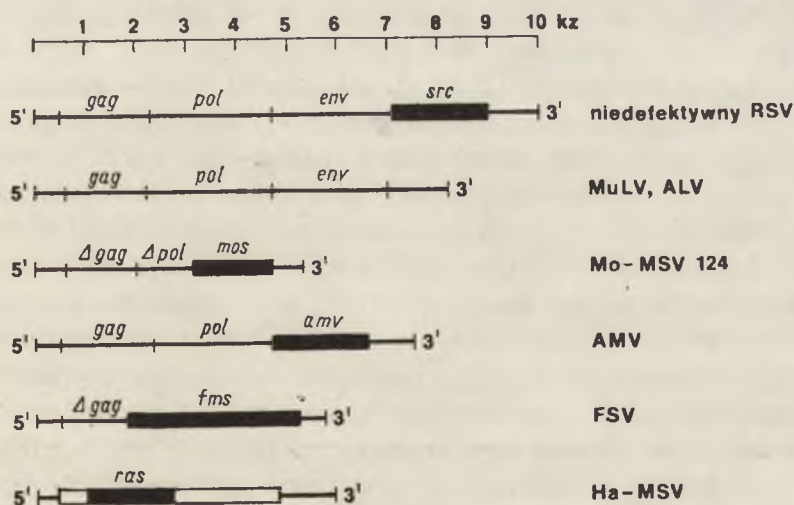 1 2 3 4 5 6 7 8 9 10 kz
gag pol env src
5' 3' niedefektywny RSV
gag pol env
5' 3' MuLV, ALV
Δgag Δpol mos
5' 3' Mo-MSV 124
gag pol amv
5' 3' AMV
Δgag fms
5' 3' FSV
ras
5' 3' Ha-MSV